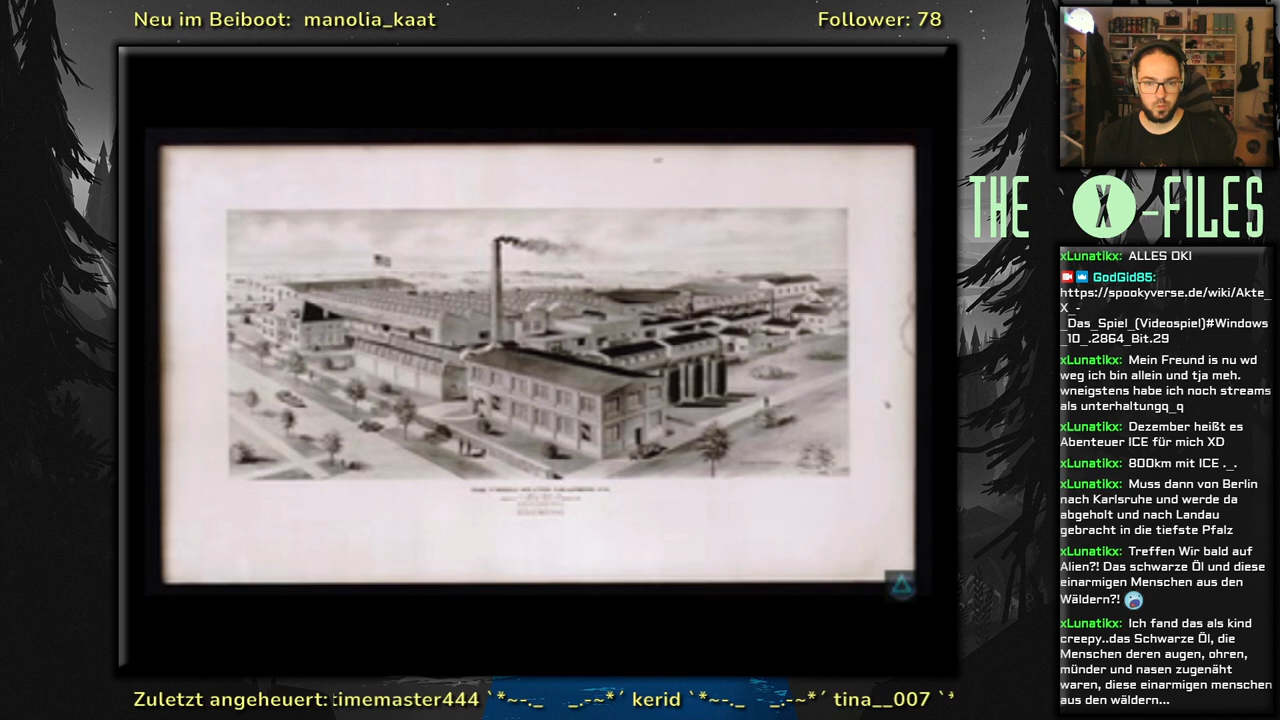 Neu im Beiboot: manolia_kaat
Follower: 78
THE X-FILES
xLunatikx: ALLES OKI
GodGid85:
https://spookyverse.de/wiki/Akte_
X_-
_Das_Spiel_(Videospiel)#Windows
_10_.2864_Bit.29
xLunatikx: Mein Freund is nu wd
weg ich bin allein und tja meh.
wneigstens habe ich noch streams
als unterhaltungq_q
xLunatikx: Dezember heißt es
Abenteuer ICE für mich XD
xLunatikx: 800km mit ICE ._.
xLunatikx: Muss dann von Berlin
nach Karlsruhe und werde da
abgeholt und nach Landau
gebracht in die tiefste Pfalz
xLunatikx: Treffen Wir bald auf
Alien?! Das schwarze Öl und diese
einarmigen Menschen aus den
Wäldern?!
xLunatikx: Ich fand das als kind
creepy..das Schwarze Öl, die
Menschen deren augen, ohren,
münder und nasen zugenäht
waren, diese einarmigen menschen
aus den wäldern...
Zuletzt angeheuert: timemaster444 `*~-._ _.-~*´ kerid `*~-._ _.-~*´ tina__007 `*